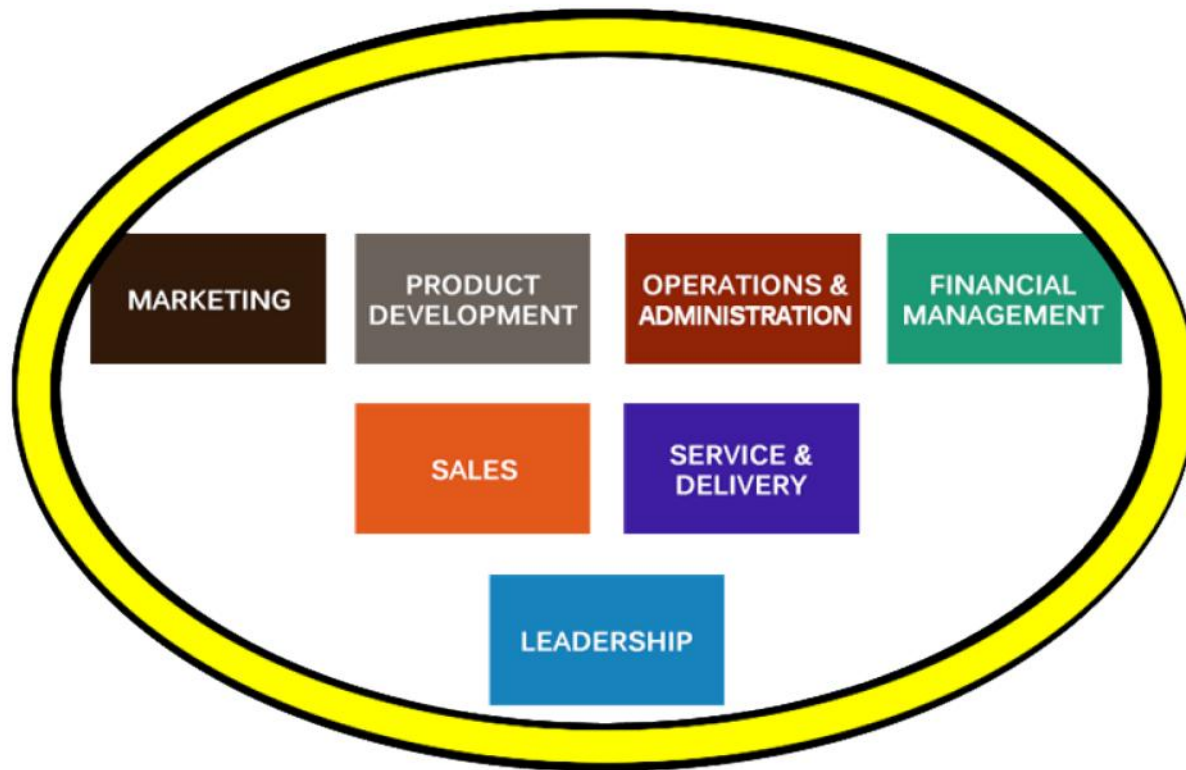 MARKETING
PRODUCT
DEVELOPMENT
OPERATIONS &
ADMINISTRATION
FINANCIAL
MANAGEMENT
SALES
SERVICE &
DELIVERY
LEADERSHIP